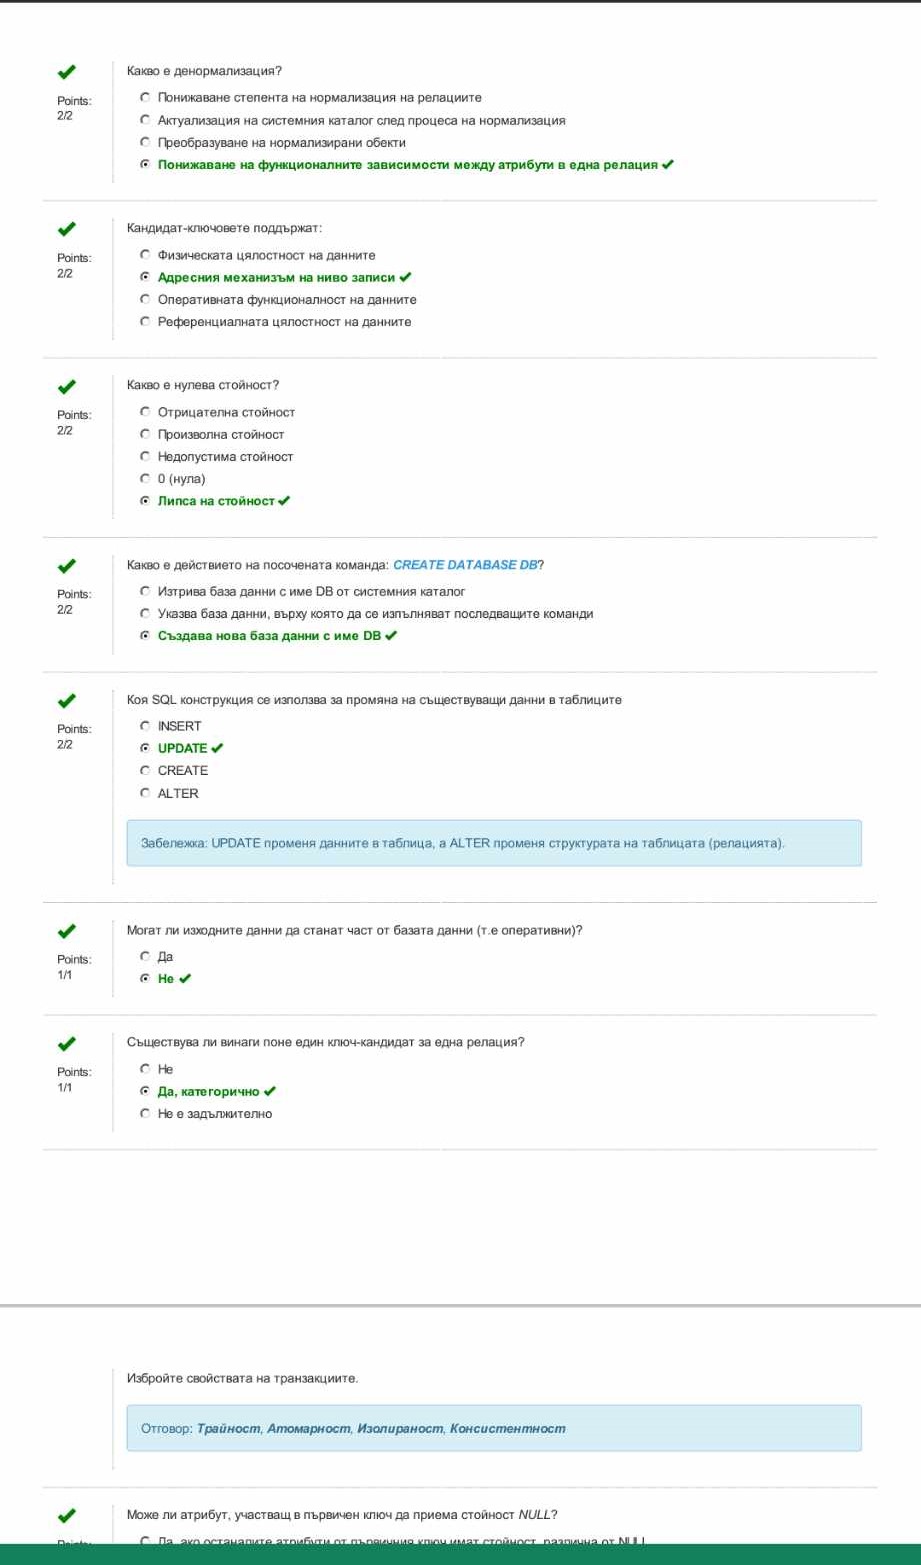 Какво е денормализация?
Points:
2/2
Понижаване степента на нормализация на релациите
Актуализация на системния каталог след процеса на нормализация
Преобразуване на нормализирани обекти
Понижаване на функционалните зависимости между атрибути в една релация
Кандидат-ключовете поддържат:
Points:
2/2
Физическата цялостност на данните
Адресния механизъм на ниво записи
Оперативната функционалност на данните
Референциалната цялостност на данните
Какво е нулева стойност?
Points:
2/2
Отрицателна стойност
Произволна стойност
Недопустима стойност
0 (нула)
Липса на стойност
Какво е действието на посочената команда: CREATE DATABASE DB?
Points:
2/2
Изтрива база данни с име DB от системния каталог
Указва база данни, върху която да се изпълняват последващите команди
Създава нова база данни с име DB
Коя SQL конструкция се използва за промяна на съществуващи данни в таблиците
Points:
2/2
INSERT
UPDATE
CREATE
ALTER
Забележка: UPDATE променя данните в таблица, а ALTER променя структурата на таблицата (релацията).
Могат ли изходните данни да станат част от базата данни (т.е оперативни)?
Points:
1/1
Да
Не
Съществува ли винаги поне един ключ-кандидат за една релация?
Points:
1/1
Не
Да, категорично
Не е задължително
Избройте свойствата на транзакциите.
Отговор: Трайност, Атомарност, Изолираност, Консистентност
Може ли атрибут, участващ в първичен ключ да приема стойност NULL?
Points:
Да, ако останалите атрибути от първичния ключ имат стойност, различна от NULL